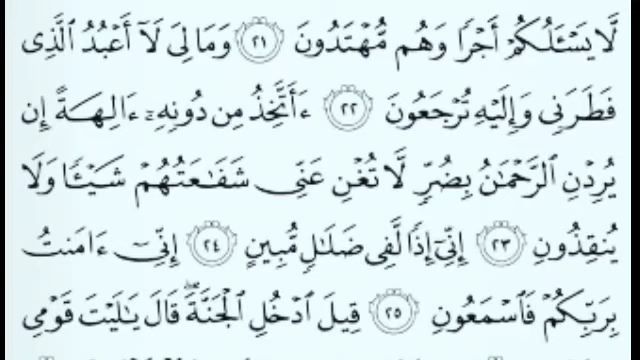 لَّا يَسْـَٔلُكُمْ أَجْرًا وَهُم مُّهْتَدُونَ ٢١ وَمَا لِىَ لَآ أَعْبُدُ ٱلَّذِى
فَطَرَنِى وَإِلَيْهِ تُرْجَعُونَ ٢٢ ءَأَتَّخِذُ مِن دُونِهِۦٓ ءَالِهَةً إِن
يُرِدْنِ ٱلرَّحْمَـٰنُ بِضُرٍّ لَّا تُغْنِ عَنِّى شَفَـٰعَتُهُمْ شَيْـًٔا وَلَا
يُنقِذُونِ ٢٣ إِنِّىٓ إِذًا لَّفِى ضَلَـٰلٍ مُّبِينٍ ٢٤ إِنِّىٓ ءَامَنتُ
بِرَبِّكُمْ فَٱسْمَعُونِ ٢٥ قِيلَ ٱدْخُلِ ٱلْجَنَّةَ ۖ قَالَ يَـٰلَيْتَ قَوْمِى